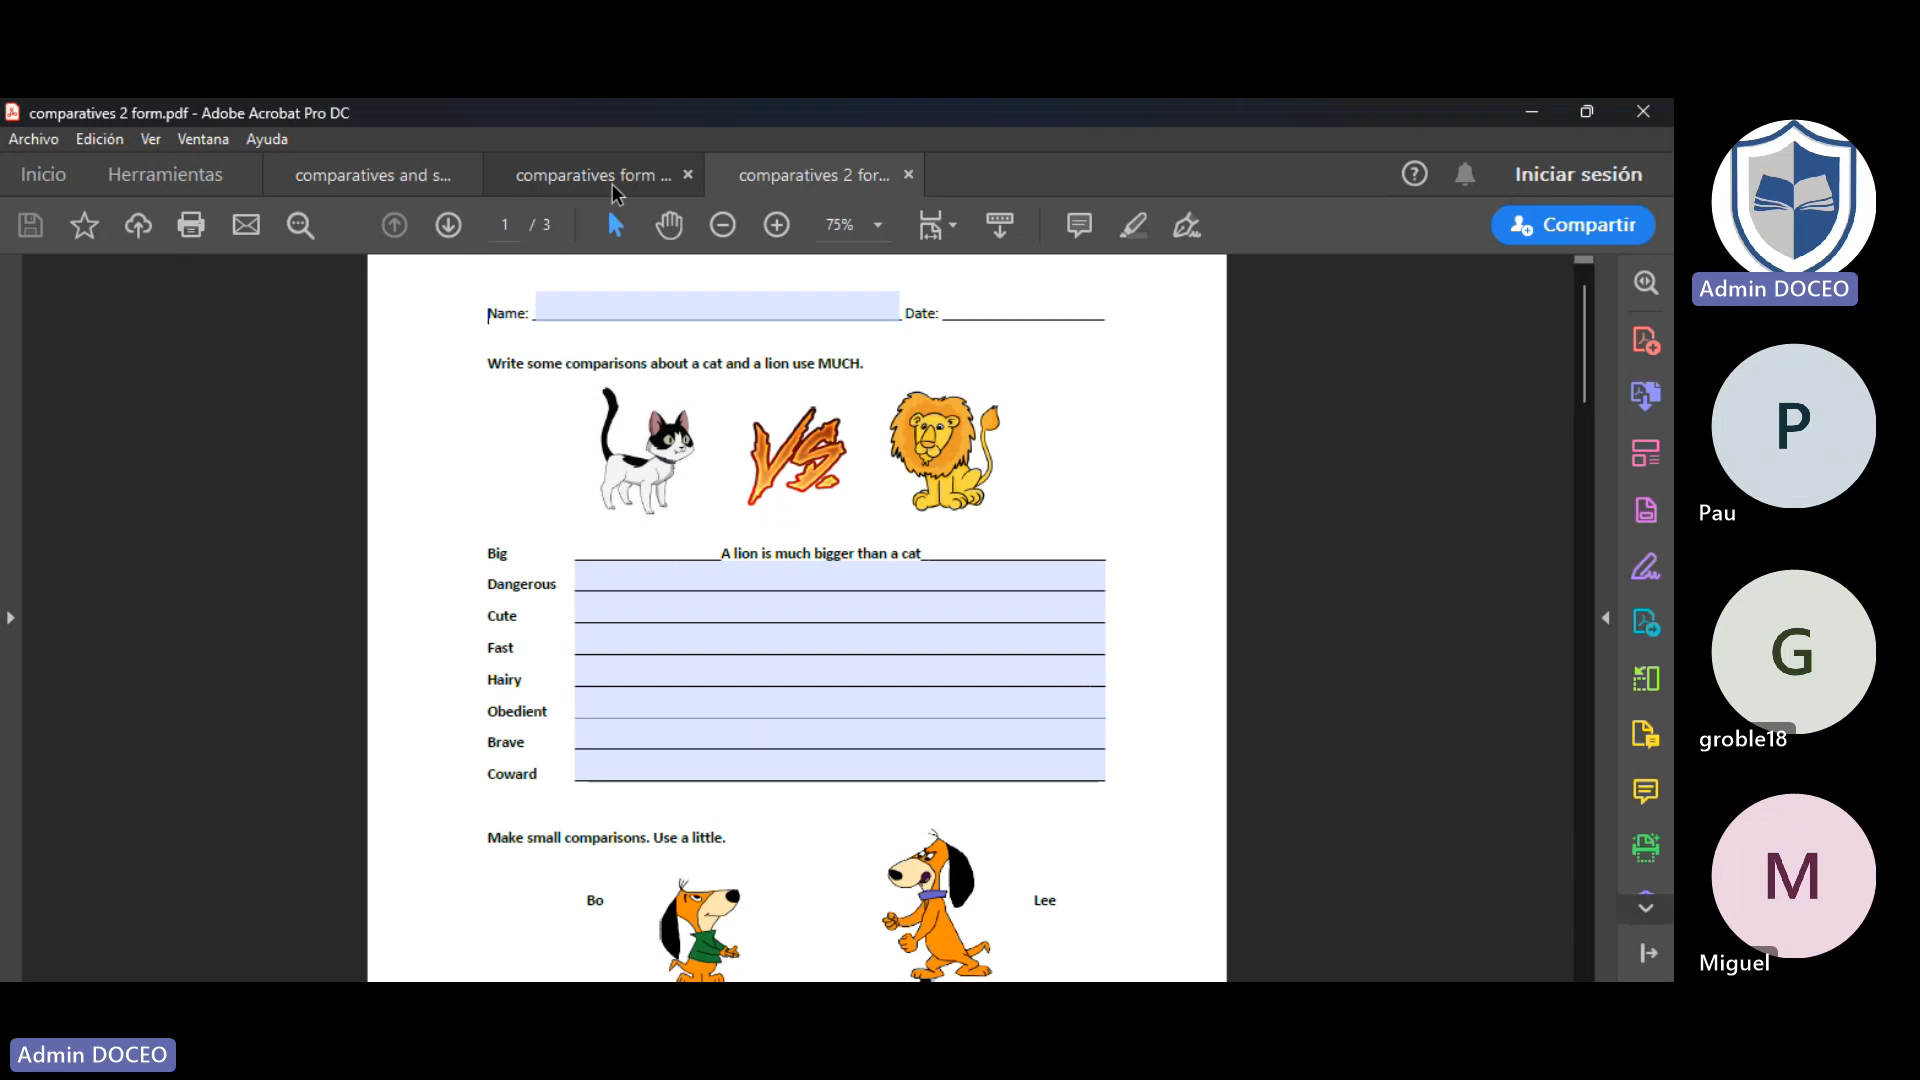 comparatives 2 form.pdf - Adobe Acrobat Pro DC
Archivo Edición Ver Ventana Ayuda
Inicio Herramientas comparatives and s... comparatives form ... comparatives 2 for... Iniciar sesión
1 / 3 75% Compartir
Name: Date:
Write some comparisons about a cat and a lion use MUCH.
VS.
Big A lion is much bigger than a cat
Dangerous
Cute
Fast
Hairy
Obedient
Brave
Coward
Make small comparisons. Use a little.
Bo Lee
Admin DOCEO
P
Pau
G
groble18
M
Miguel
Admin DOCEO